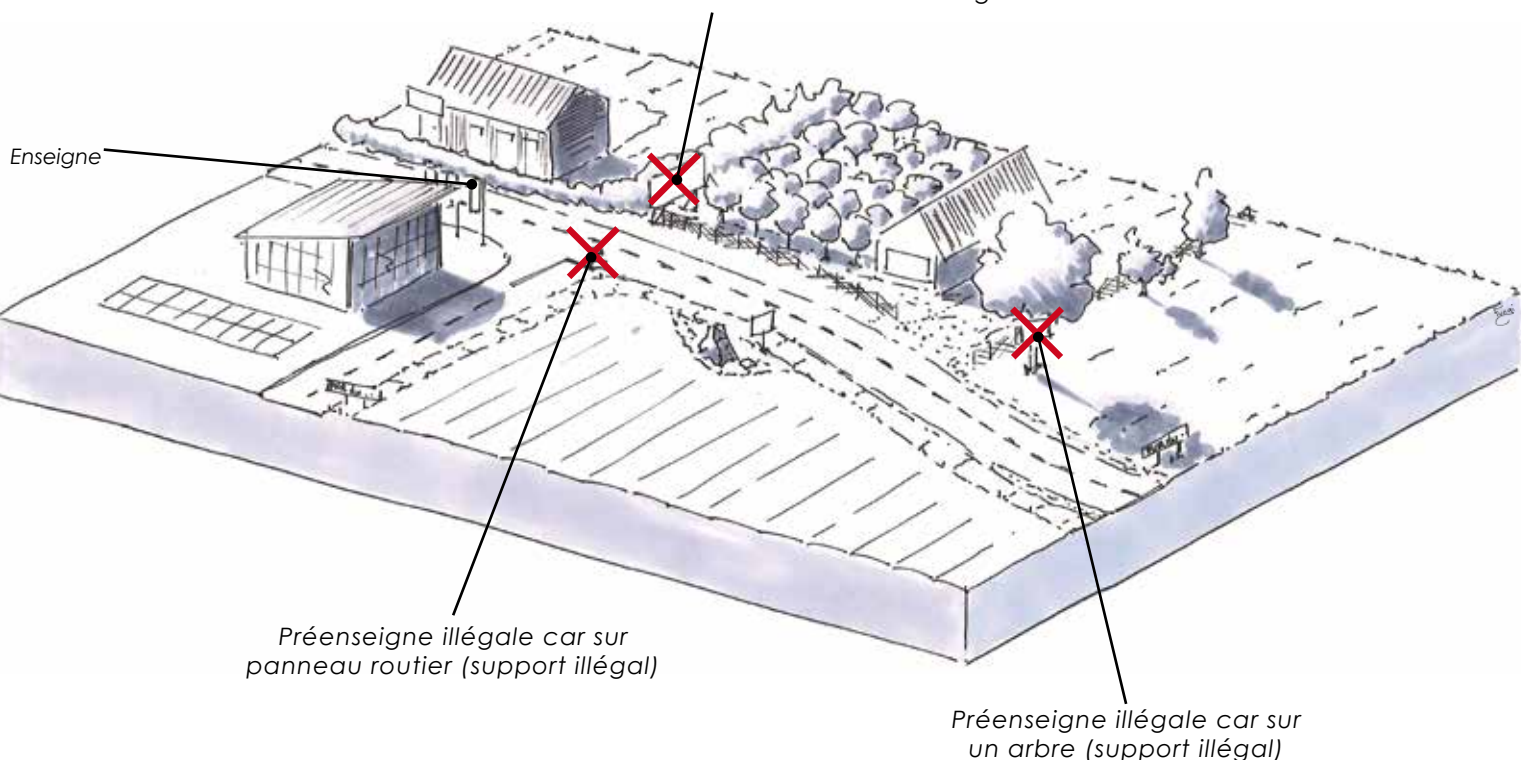 Enseigne
Préenseigne illégale car sur
panneau routier (support illégal)
Préenseigne illégale car sur
un arbre (support illégal)